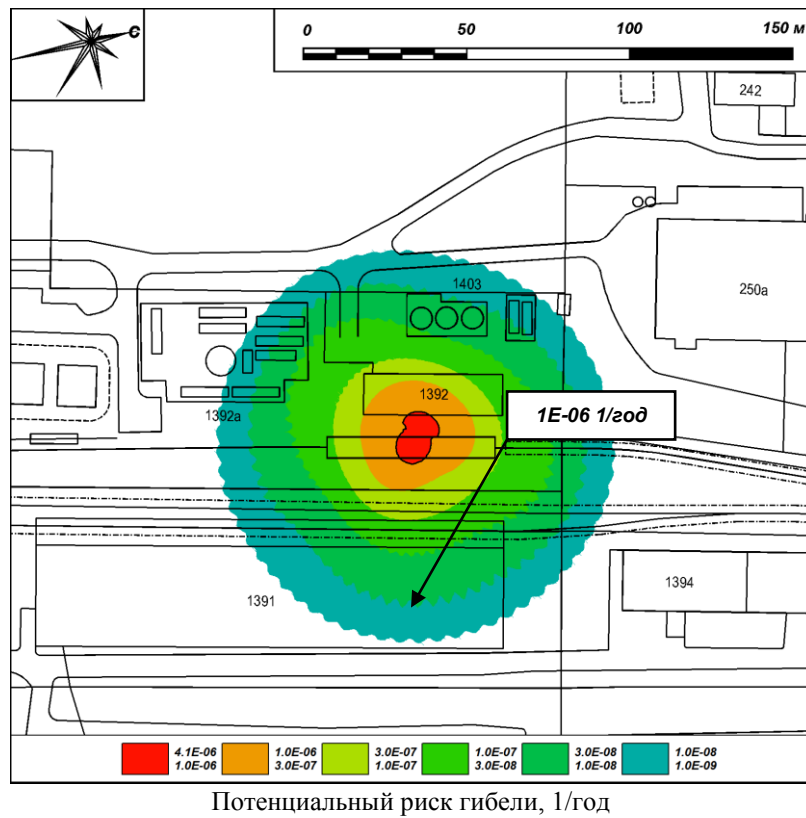 С
0 50 100 150 м
242
250а
1403
1392
1392а
1Е-06 1/год
1391
1394
4.1E-06 1.0E-06 3.0E-07 1.0E-07 3.0E-08 1.0E-08
1.0E-06 3.0E-07 1.0E-07 3.0E-08 1.0E-08 1.0E-09
Потенциальный риск гибели, 1/год